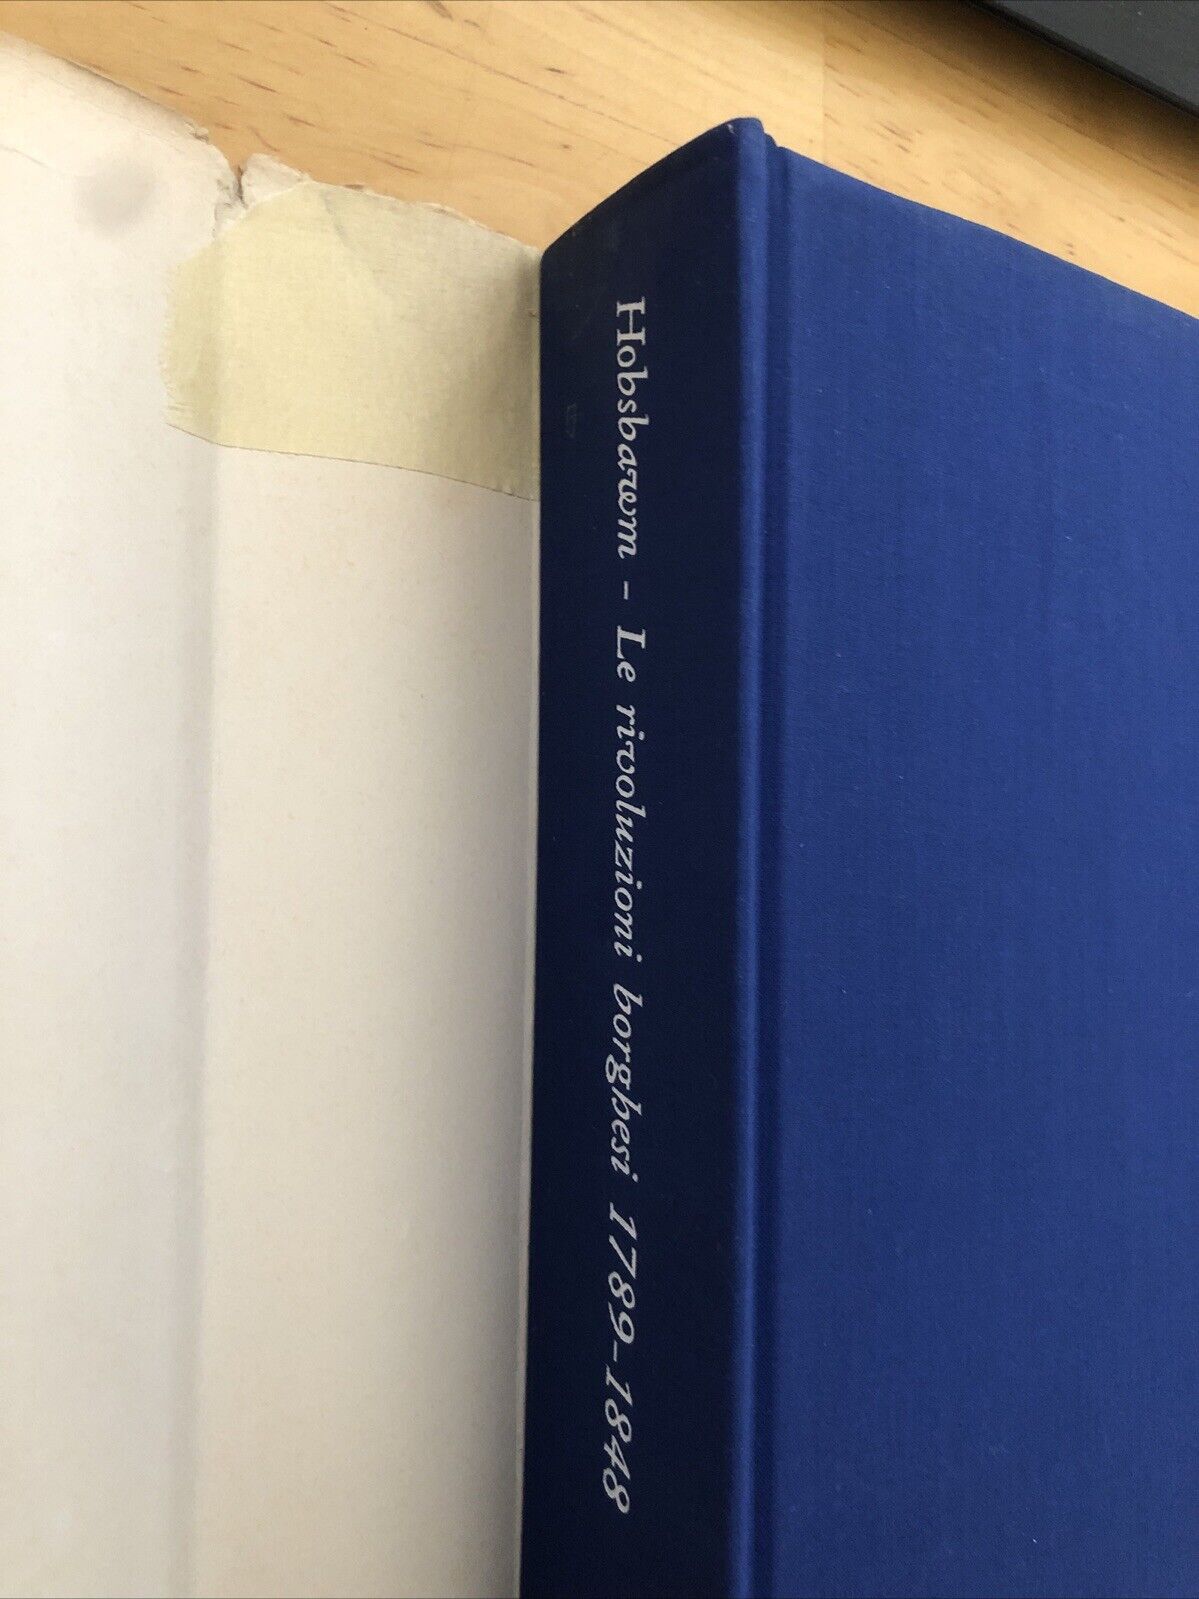 Hobsbawm - Le rivoluzioni borghesi 1789-1848